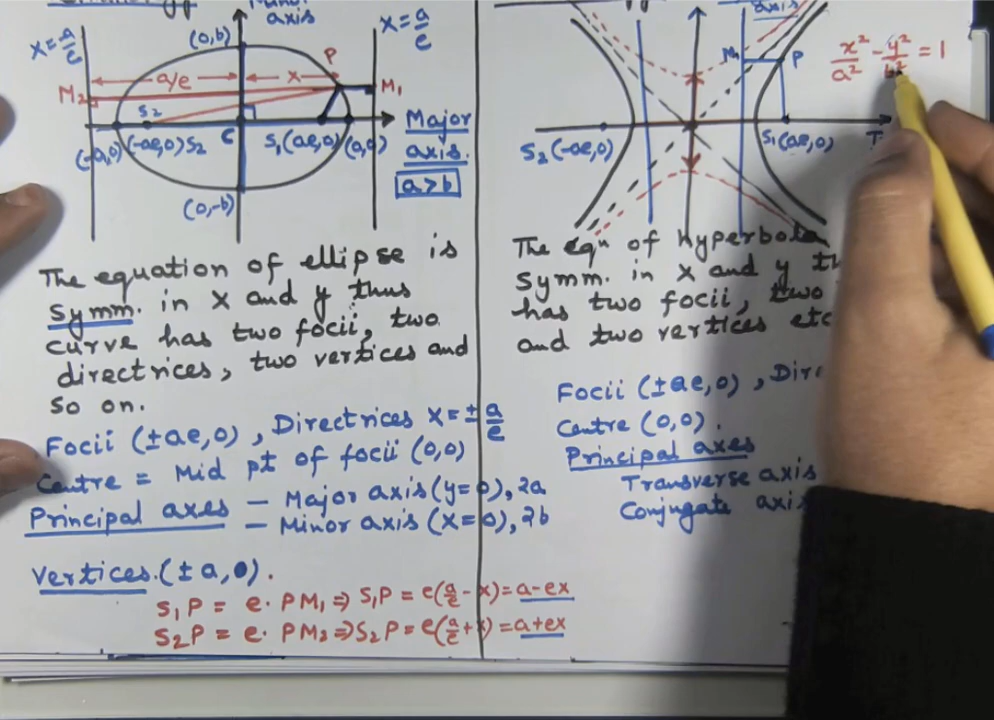 axis
x=-a/e
x=a/e
(0,b)
P
a/e
x
M₂
M₁
S₂
C
(-a,0)
(-ae,0)S₂
S₁(ae,0)
(a,0)
Major
axis.
a>b
(0,-b)
The equation of ellipse is
symm. in x and y thus
curve has two focii, two
directrices, two vertices and
so on.
Focii (±ae,0), Directrices x=±a/e
Centre = Mid pt of focii (0,0)
Principal axes – Major axis (y=0), 2a
– Minor axis (x=0), 2b
Vertices.(±a,0).
S₁P = e. PM₁ ⇒ S₁P = e(a/e - x) = a-ex
S₂P = e. PM₂ ⇒ S₂P = e(a/e + x) = a+ex
axis
M₁
P
x²/a² - y²/b² = 1
S₂(-ae,0)
S₁(ae,0)
T
The equⁿ of hyperbola
symm. in x and y
has two focii, two
and two vertices etc
Focii (±ae,0),
Centre (0,0).
Principal axes
Transverse axis
Conjugate